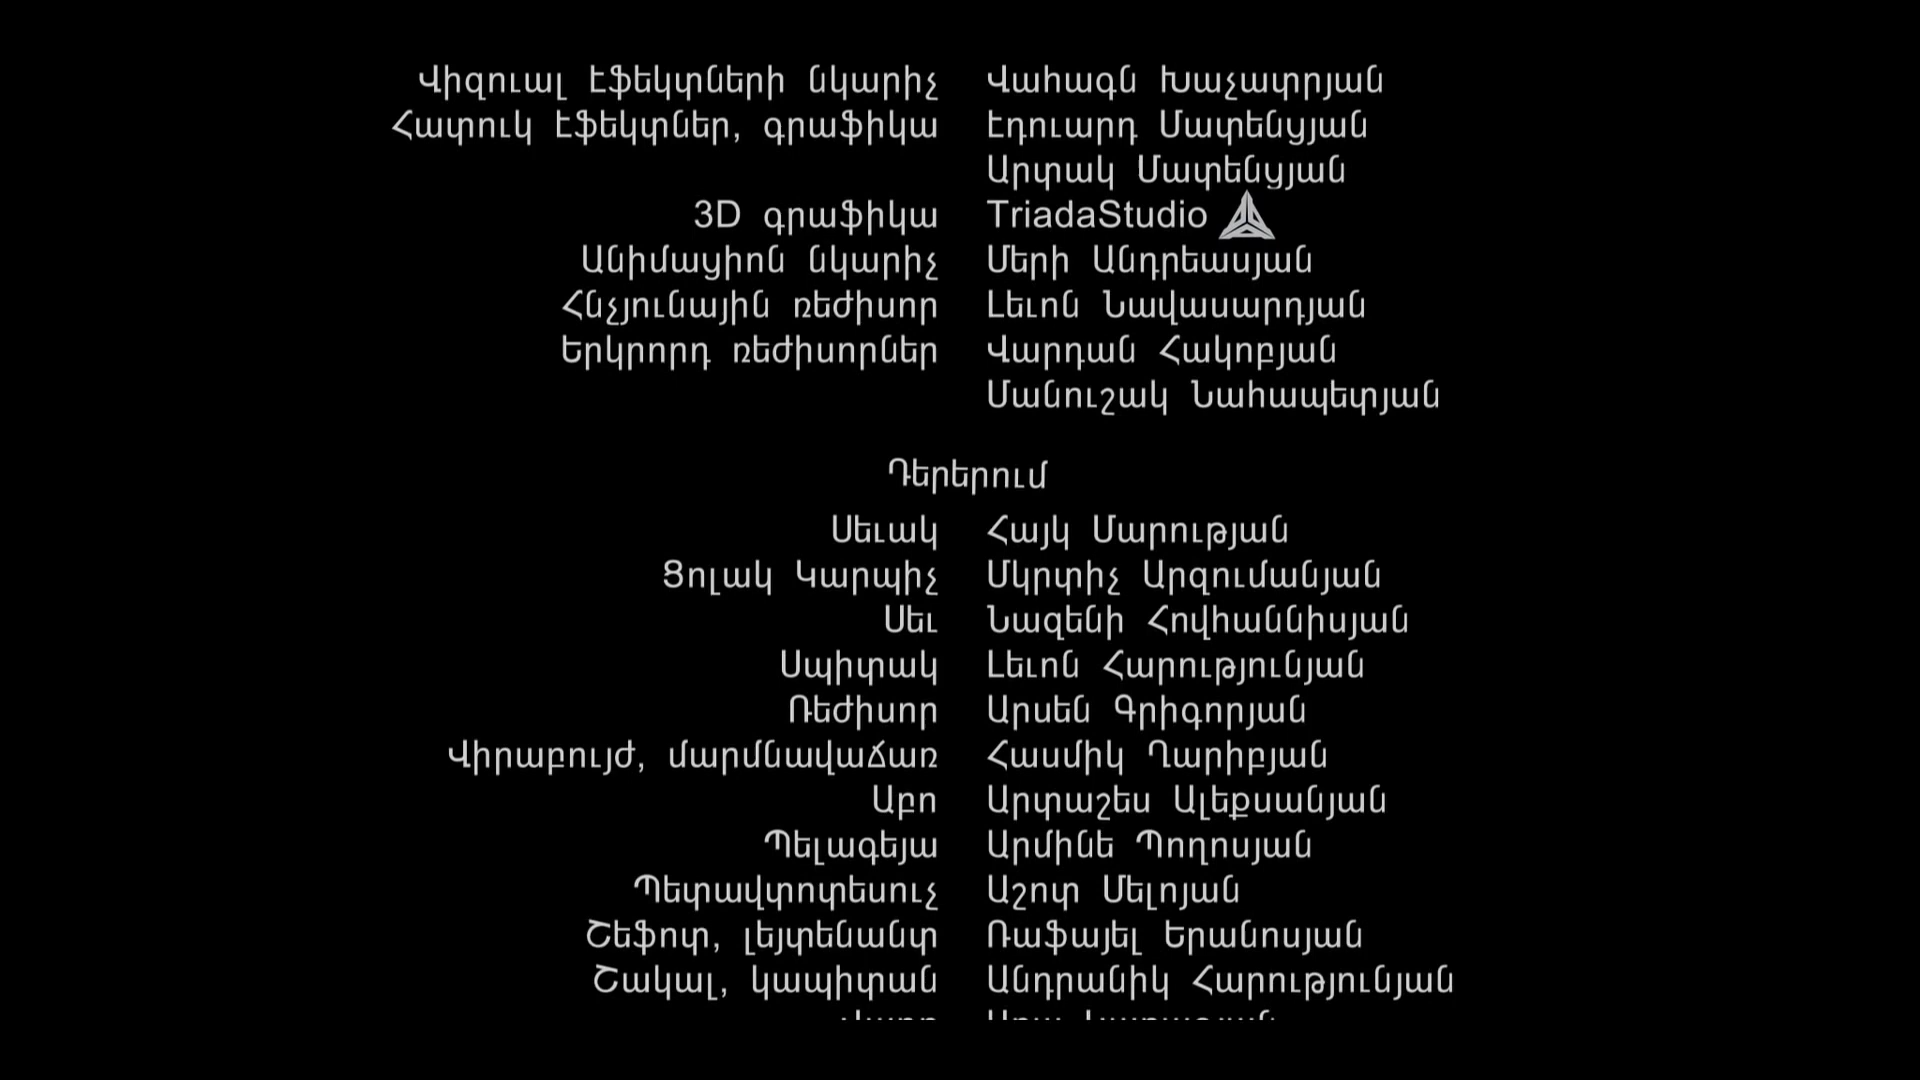 Վիզուալ էֆեկտների նկարիչ Վահագն Խաչատրյան
Հատուկ էֆեկտներ, գրաֆիկա Էդուարդ Մատենցյան
Արտակ Մատենցյան
3D գրաֆիկա TriadaStudio
Անիմացիոն նկարիչ Մերի Անդրեասյան
Հնչյունային ռեժիսոր Լեւոն Նավասարդյան
Երկրորդ ռեժիսորներ Վարդան Հակոբյան
Մանուշակ Նահապետյան
Դերերում
Սեւակ Հայկ Մարության
Ցոլակ Կարպիչ Մկրտիչ Արզումանյան
Սեւ Նազենի Հովհաննիսյան
Սպիտակ Լեւոն Հարությունյան
Ռեժիսոր Արսեն Գրիգորյան
Վիրաբույժ, մարմնավաճառ Հասմիկ Ղարիբյան
Աբո Արտաշես Ալեքսանյան
Պելագեյա Արմինե Պողոսյան
Պետավտոտեսուչ Աշոտ Մելոյան
Շեֆոտ, լեյտենանտ Ռաֆայել Երանոսյան
Շակալ, կապիտան Անդրանիկ Հարությունյան